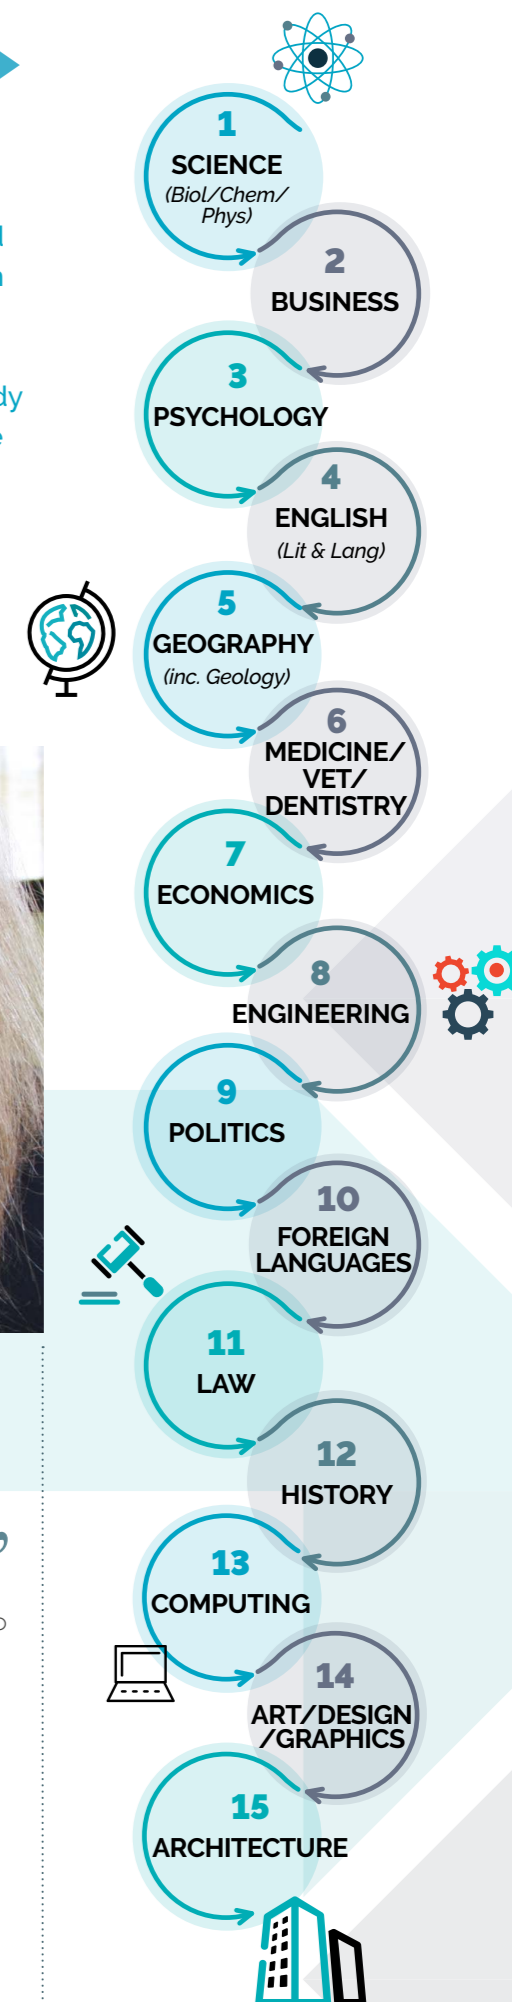 1
SCIENCE
(Biol/Chem/
Phys)
2
BUSINESS
3
PSYCHOLOGY
4
ENGLISH
(Lit & Lang)
5
GEOGRAPHY
(inc. Geology)
6
MEDICINE/
VET/
DENTISTRY
7
ECONOMICS
8
ENGINEERING
9
POLITICS
10
FOREIGN
LANGUAGES
11
LAW
12
HISTORY
13
COMPUTING
14
ART/DESIGN
/GRAPHICS
15
ARCHITECTURE